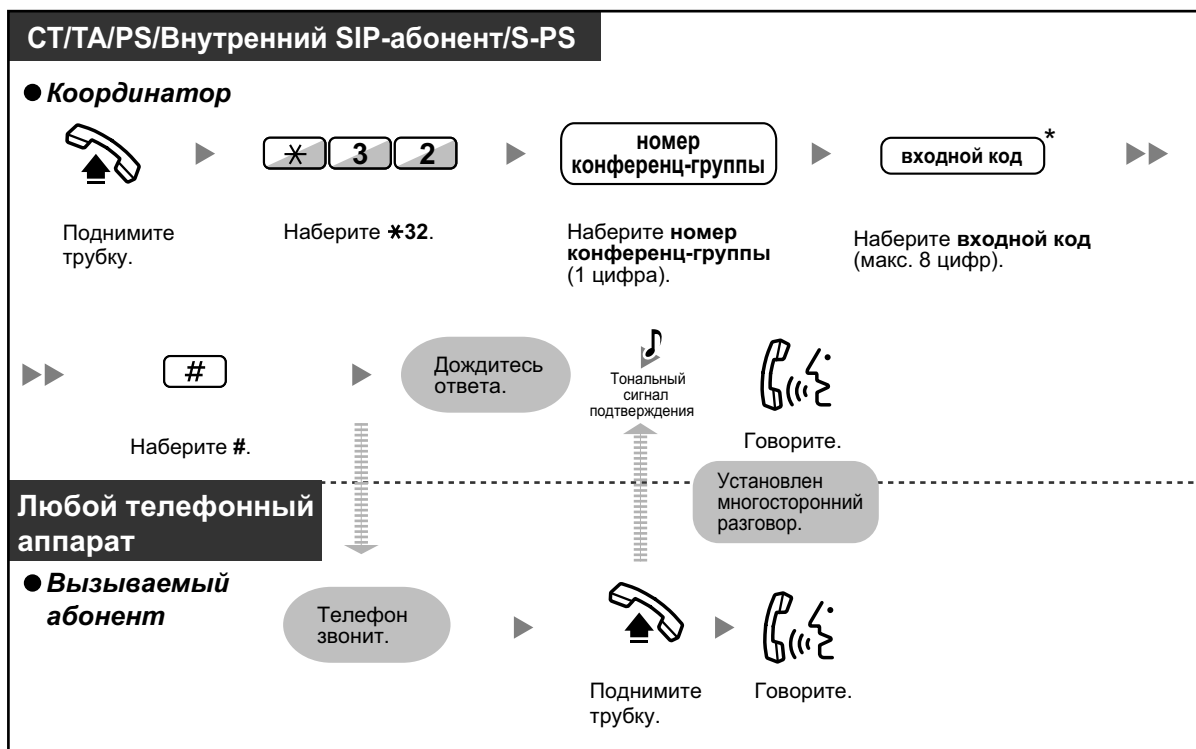 CT/TA/PS/Внутренний SIP-абонент/S-PS
Координатор
✳ 3 2
номер
конференц-группы
входной код
*
Поднимите
трубку.
Наберите ✳32.
Наберите номер
конференц-группы
(1 цифра).
Наберите входной код
(макс. 8 цифр).
#
Дождитесь
ответа.
Тональный
сигнал
подтверждения
Наберите #.
Говорите.
Установлен
многосторонний
разговор.
Любой телефонный
аппарат
Вызываемый
абонент
Телефон
звонит.
Поднимите
трубку.
Говорите.